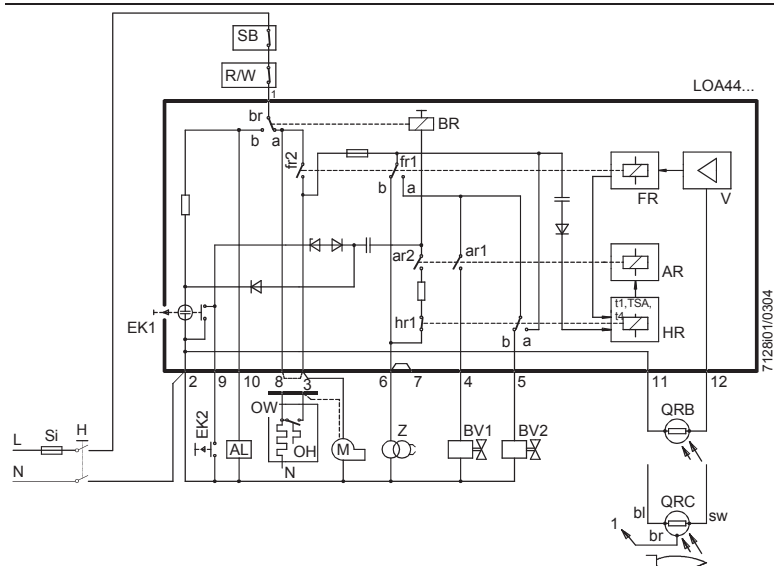 SB
R/W
1
LOA44...
br
BR
b a
fr2
fr1
b
a
FR
V
ar2
ar1
AR
t1,TSA,
t4
HR
hr1
b a
EK1
2 9 10 8 3 6 7 4 5 11 12
7128i01/0304
L Si H
N
EK2
AL
OW
OH
N
M
Z
BV1
BV2
QRB
QRC
bl
sw
br
1